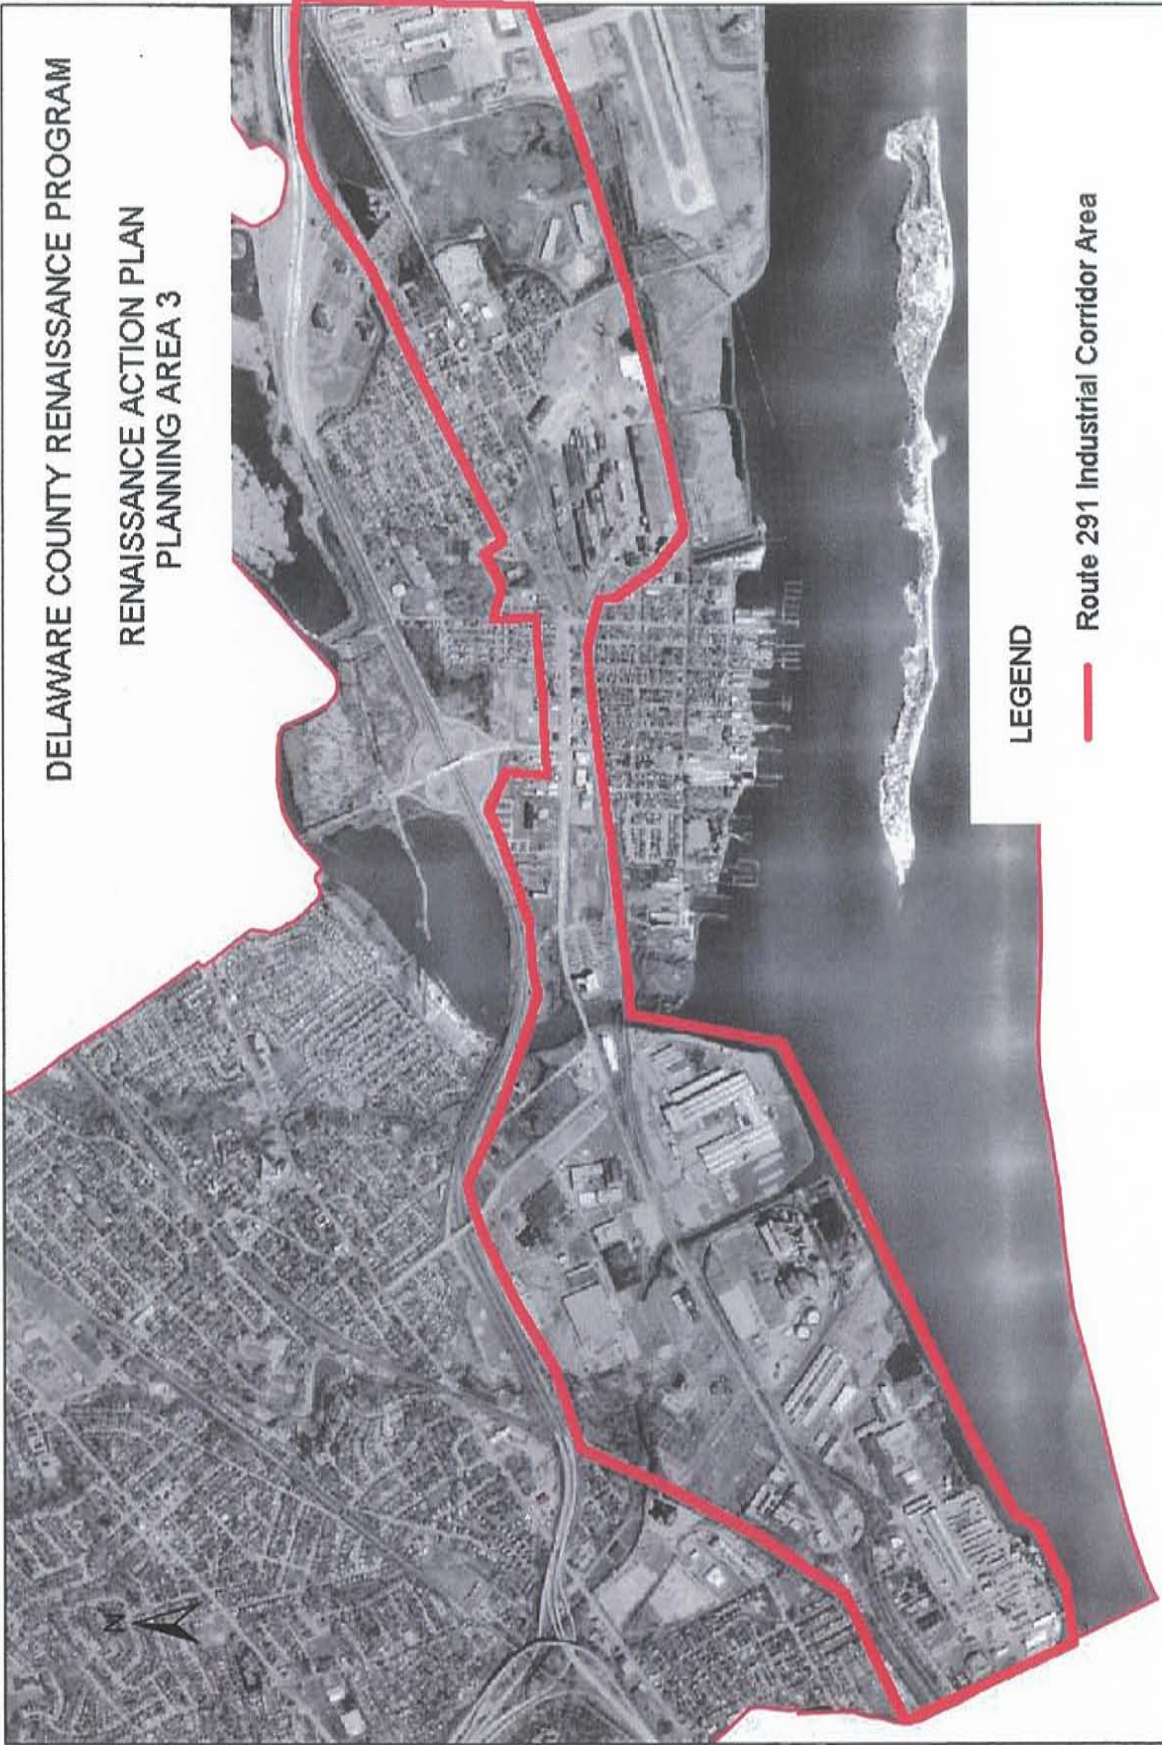 DELAWARE COUNTY RENAISSANCE PROGRAM
RENAISSANCE ACTION PLAN
PLANNING AREA 3
N
LEGEND
Route 291 Industrial Corridor Area